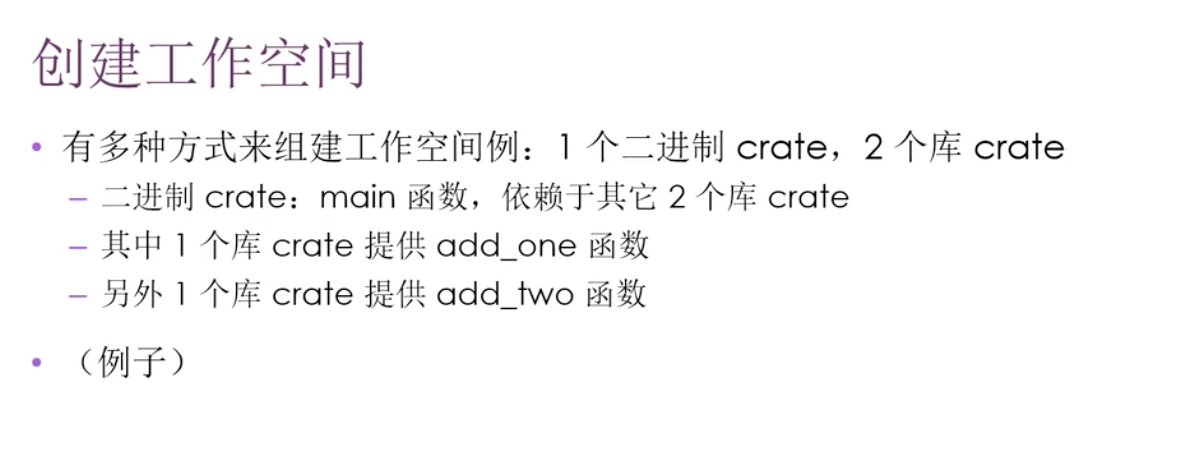 创建工作空间
• 有多种方式来组建工作空间例：1 个二进制 crate，2 个库 crate
– 二进制 crate：main 函数，依赖于其它 2 个库 crate
– 其中 1 个库 crate 提供 add_one 函数
– 另外 1 个库 crate 提供 add_two 函数
• （例子）